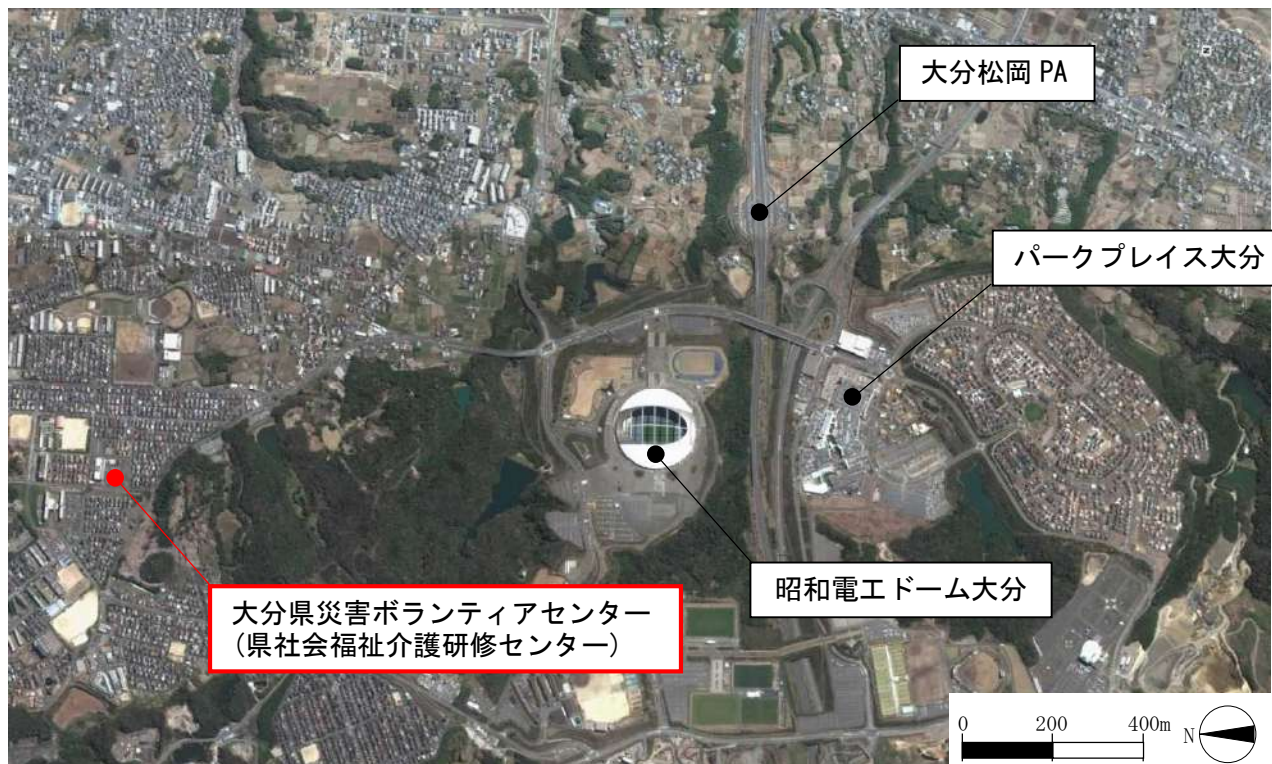 大分松岡 PA
パークプレイス大分
昭和電工ドーム大分
大分県災害ボランティアセンター
(県社会福祉介護研修センター)
0 200 400m
N